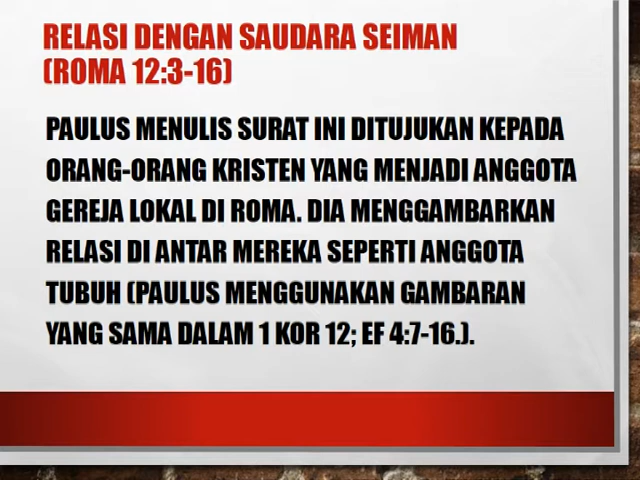 RELASI DENGAN SAUDARA SEIMAN
(ROMA 12:3-16)
PAULUS MENULIS SURAT INI DITUJUKAN KEPADA
ORANG-ORANG KRISTEN YANG MENJADI ANGGOTA
GEREJA LOKAL DI ROMA. DIA MENGGAMBARKAN
RELASI DI ANTAR MEREKA SEPERTI ANGGOTA
TUBUH (PAULUS MENGGUNAKAN GAMBARAN
YANG SAMA DALAM 1 KOR 12; EF 4:7-16.).